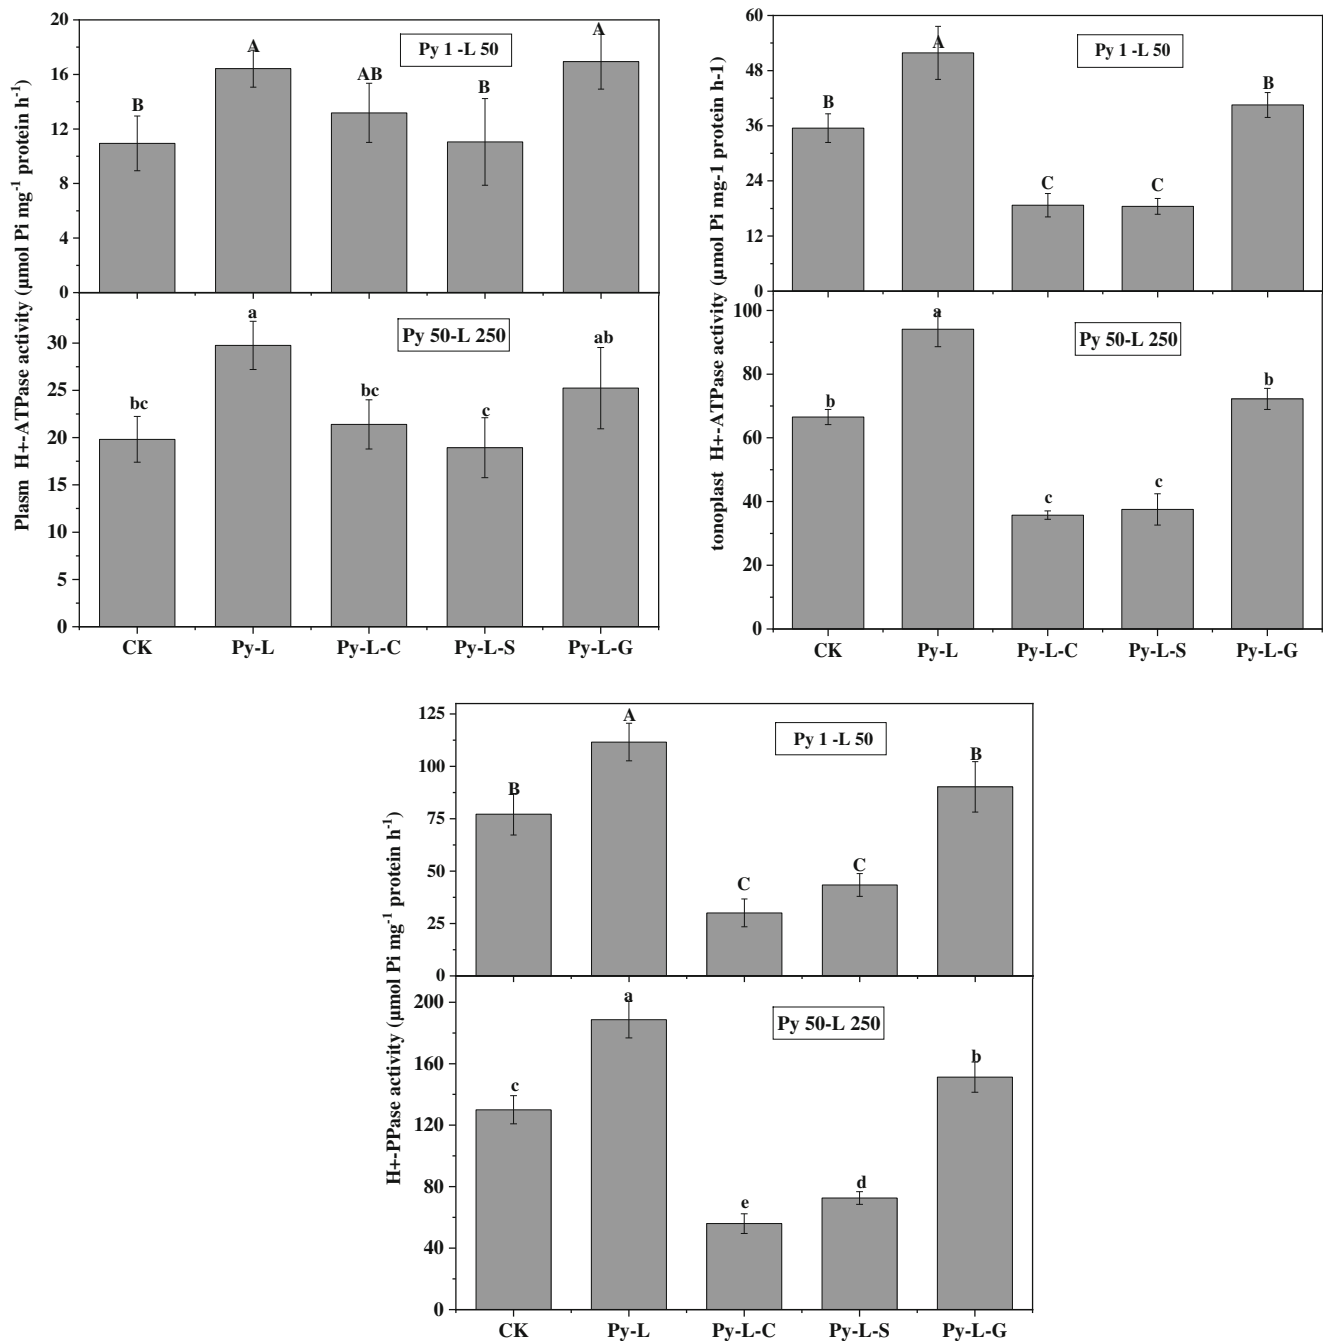 Plasm H+-ATPase activity (μmol Pi mg⁻¹ protein h⁻¹)
20
16
12
8
4
0
Py 1 -L 50
B
A
AB
B
A
30
25
20
15
10
5
0
Py 50-L 250
bc
a
bc
c
ab
CK Py-L Py-L-C Py-L-S Py-L-G
tonoplast H+-ATPase activity (μmol Pi mg-1 protein h-1)
60
48
36
24
12
0
Py 1 -L 50
B
A
C
C
B
100
80
60
40
20
0
Py 50-L 250
b
a
c
c
b
CK Py-L Py-L-C Py-L-S Py-L-G
H+-PPase activity (μmol Pi mg⁻¹ protein h⁻¹)
125
100
75
50
25
0
Py 1 -L 50
B
A
C
C
B
200
160
120
80
40
0
Py 50-L 250
c
a
e
d
b
CK Py-L Py-L-C Py-L-S Py-L-G